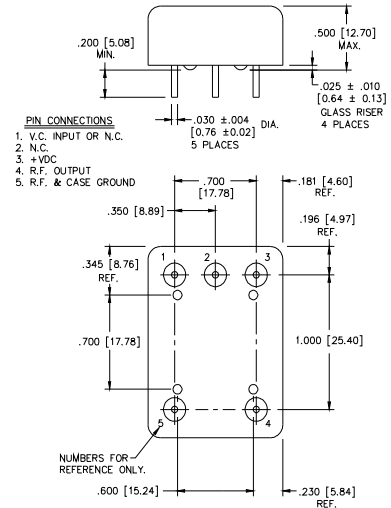 .200 [5.08]
MIN.
.500 [12.70]
MAX.
.025 ± .010
[0.64 ± 0.13]
GLASS RISER
4 PLACES
.030 ±.004
[0.76 ±0.02] DIA.
5 PLACES
PIN CONNECTIONS
1. V.C. INPUT OR N.C.
2. N.C.
3. +VDC
4. R.F. OUTPUT
5. R.F. & CASE GROUND
.700
[17.78]
.181 [4.60]
REF.
.350 [8.89]
.196 [4.97]
REF.
.345 [8.76]
REF.
1 2 3
.700 [17.78]
1.000 [25.40]
5 4
NUMBERS FOR
REFERENCE ONLY.
.600 [15.24]
.230 [5.84]
REF.